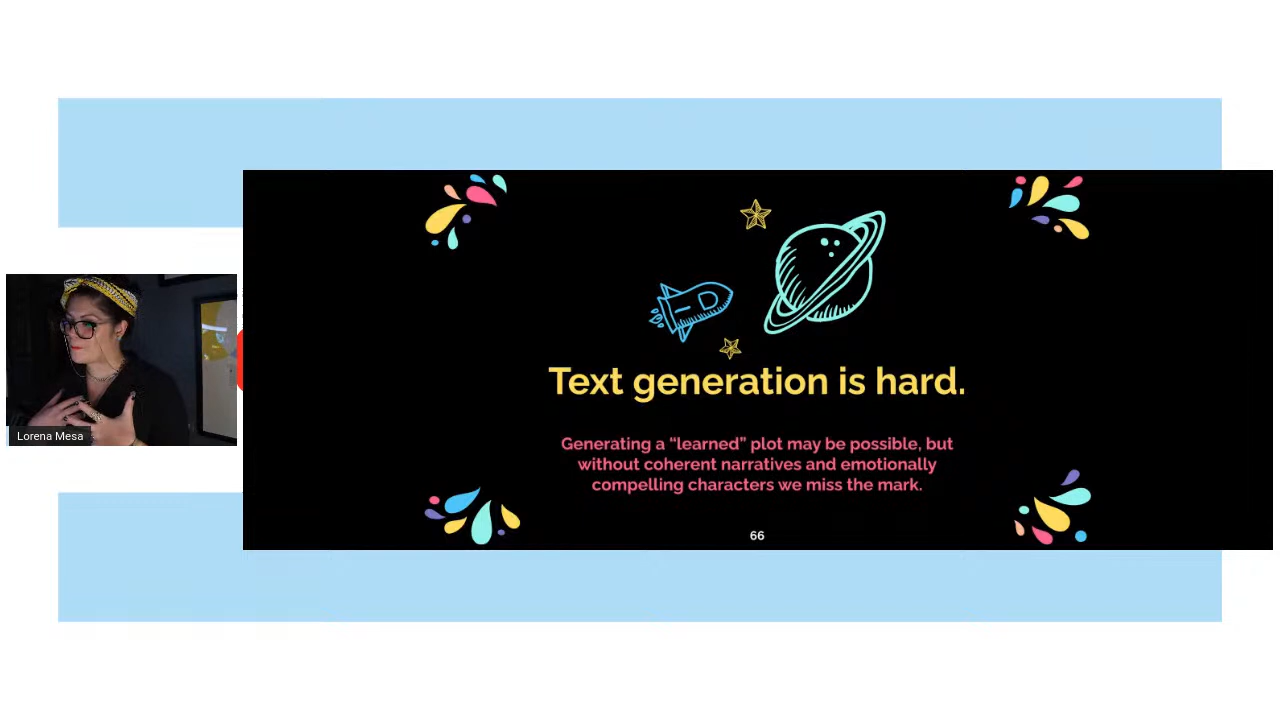 Text generation is hard.
Generating a “learned” plot may be possible, but
without coherent narratives and emotionally
compelling characters we miss the mark.
66
Lorena Mesa